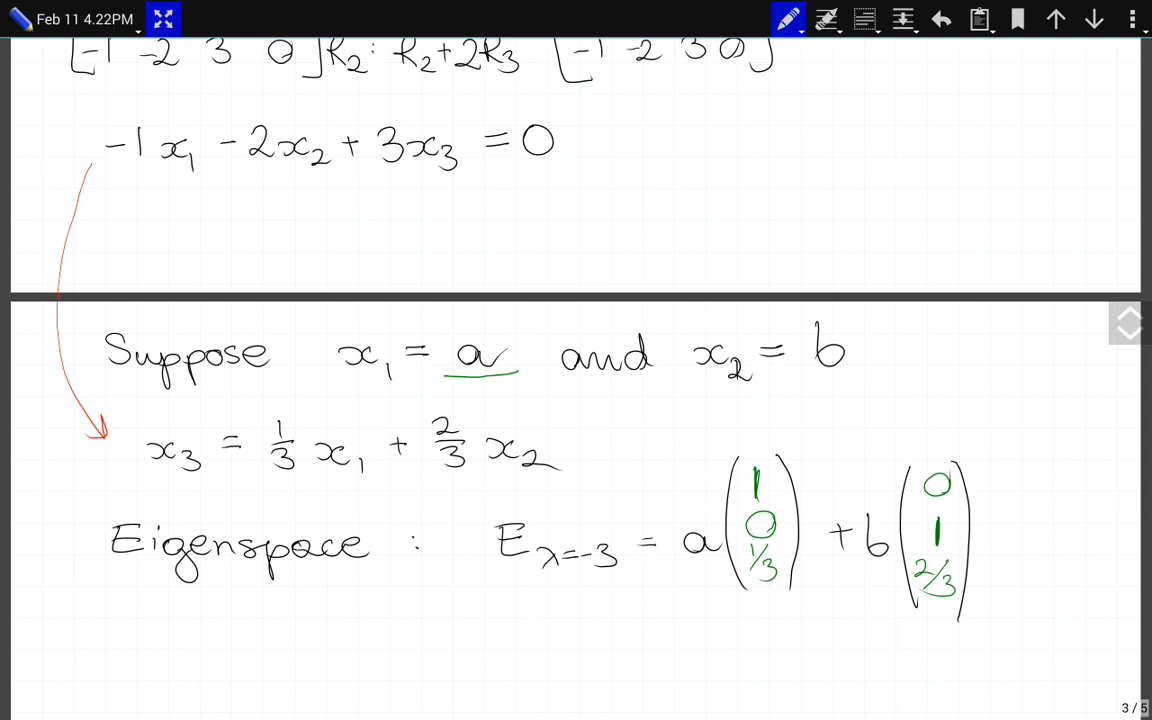 Feb 11 4.22PM
[-1 -2 3 0] R₂: R₂+2R₃ [-1 -2 3 0]
-1x₁ - 2x₂ + 3x₃ = 0
Suppose x₁ = a and x₂ = b
x₃ = 1/3 x₁ + 2/3 x₂
Eigenspace : E λ=-3 = a (1 0 1/3) + b (0 1 2/3)
3 / 5